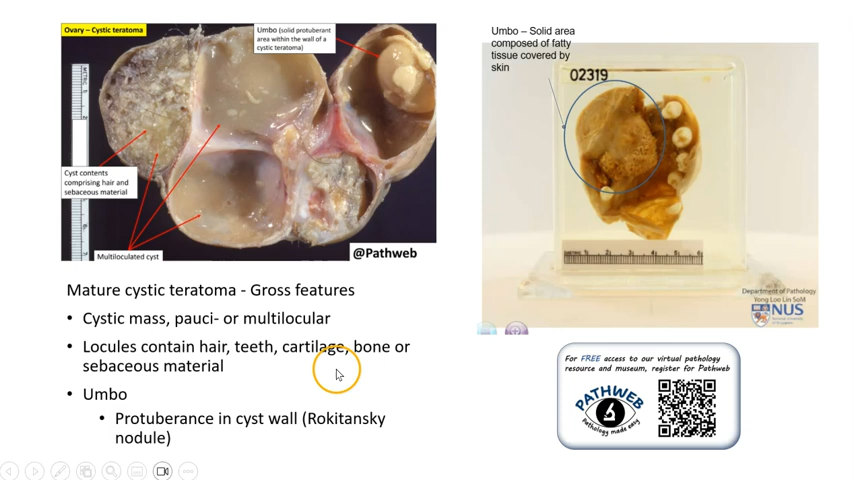 Ovary – Cystic teratoma
Umbo (solid protuberant
area within the wall of a
cystic teratoma)
Cyst contents
comprising hair and
sebaceous material
Multiloculated cyst
@Pathweb
Umbo – Solid area
composed of fatty
tissue covered by
skin
02319
Department of Pathology
Yong Loo Lin SoM
NUS
Mature cystic teratoma - Gross features
• Cystic mass, pauci- or multilocular
• Locules contain hair, teeth, cartilage, bone or
sebaceous material
• Umbo
• Protuberance in cyst wall (Rokitansky
nodule)
For FREE access to our virtual pathology
resource and museum, register for Pathweb
PATHWEB
Pathology made easy